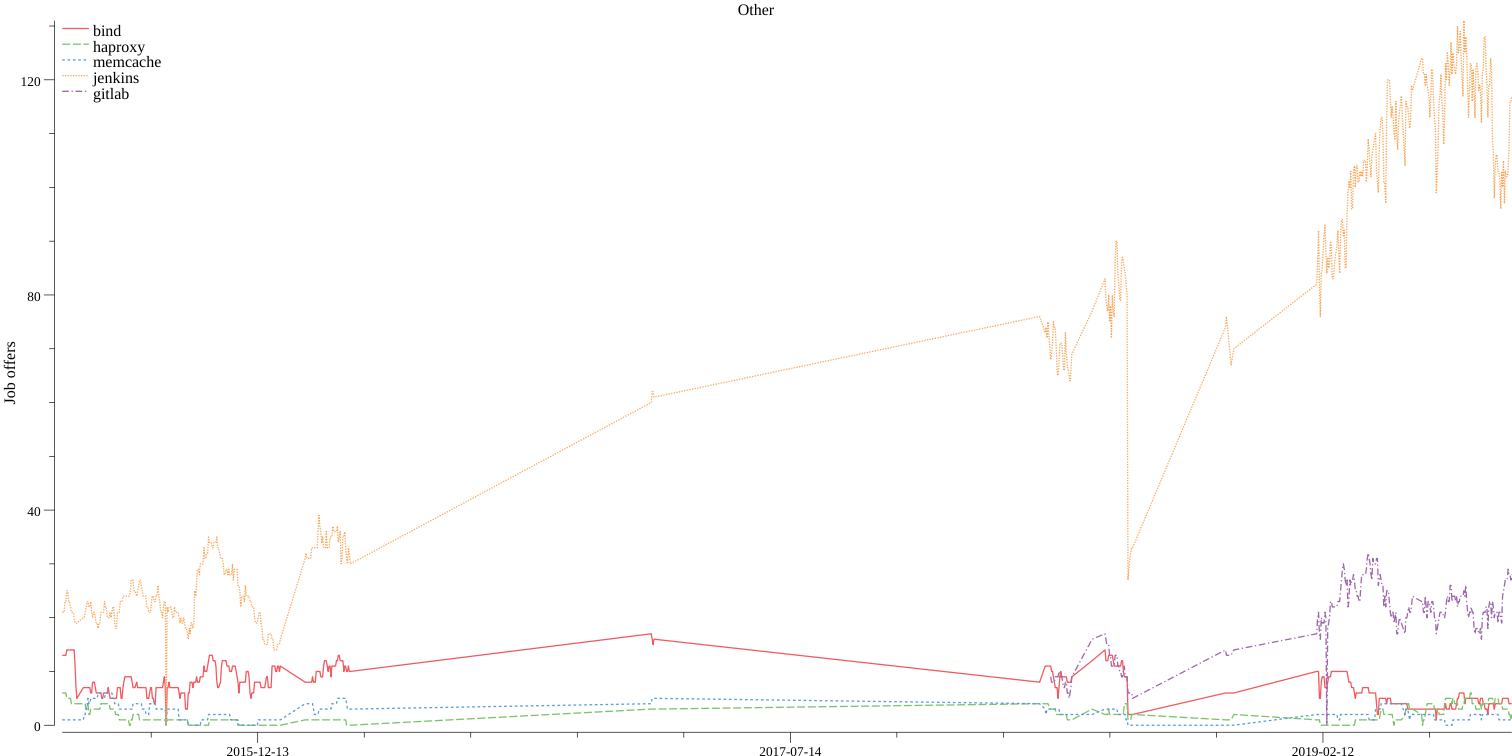 Other
bind
haproxy
memcache
jenkins
gitlab
120
80
40
0
Job offers
2015-12-13
2017-07-14
2019-02-12